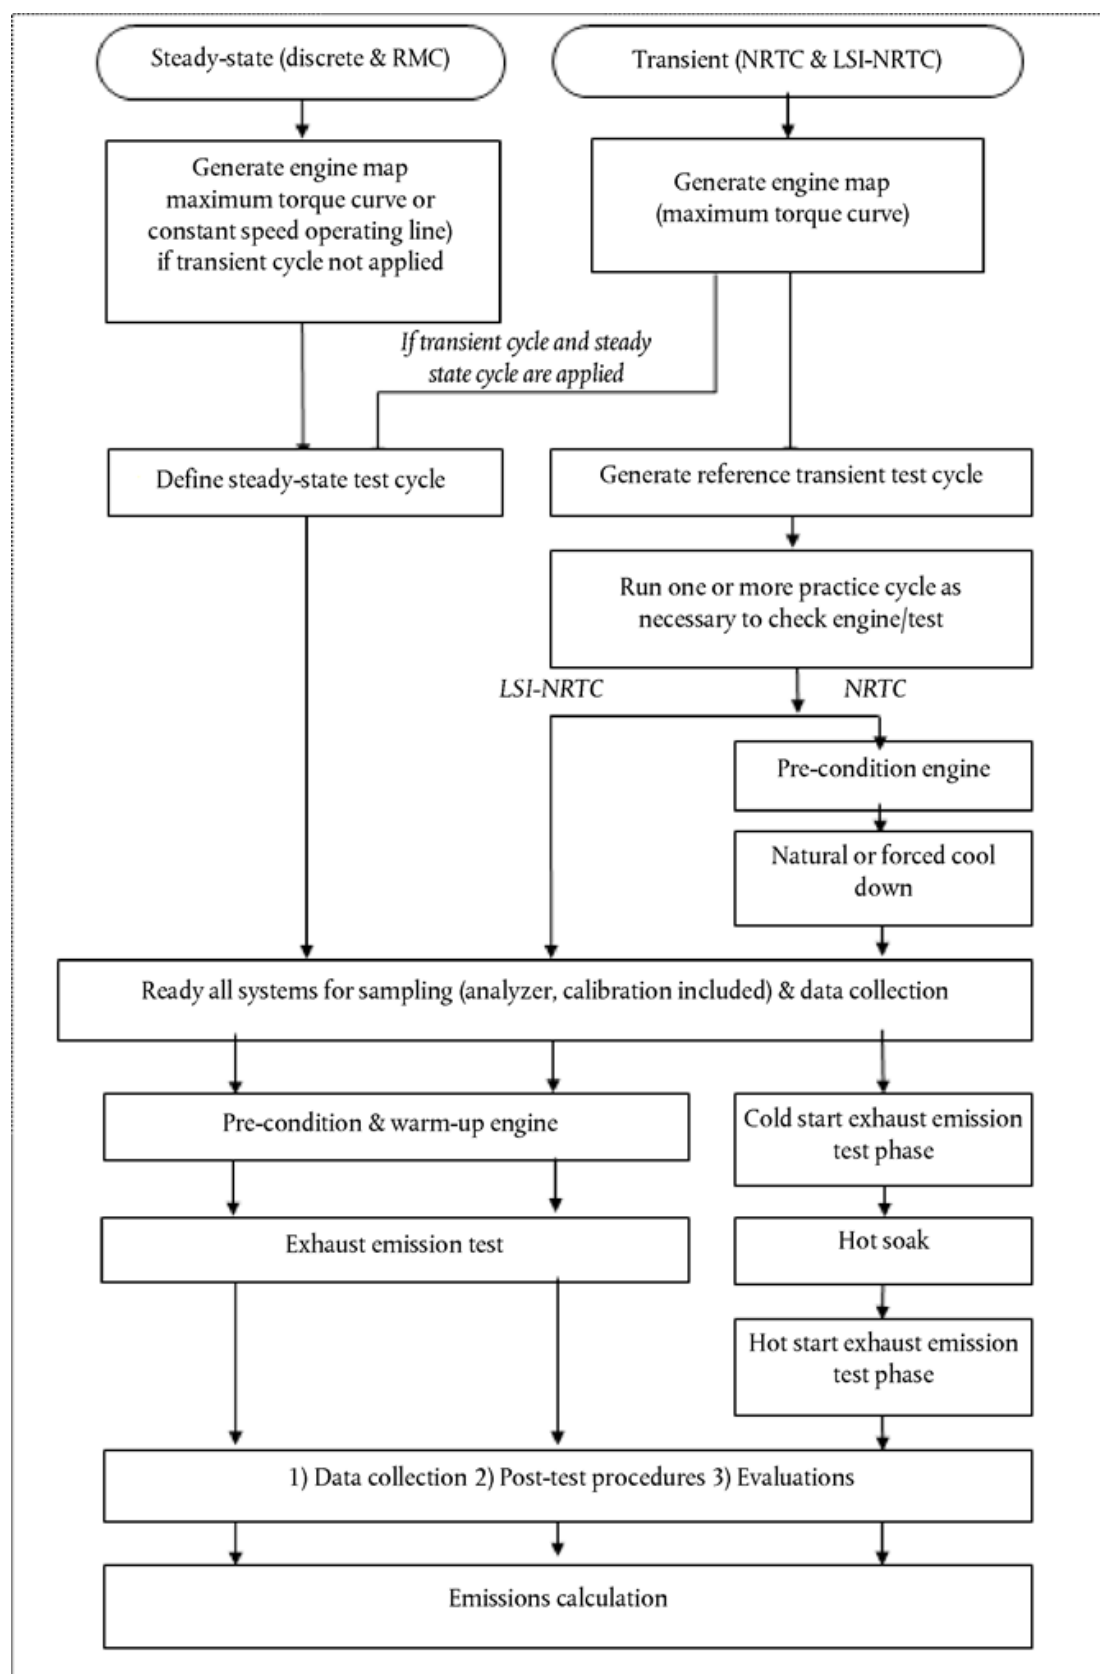 Steady-state (discrete & RMC)
Transient (NRTC & LSI-NRTC)
Generate engine map
maximum torque curve or
constant speed operating line)
if transient cycle not applied
Generate engine map
(maximum torque curve)
If transient cycle and steady
state cycle are applied
Define steady-state test cycle
Generate reference transient test cycle
Run one or more practice cycle as
necessary to check engine/test
LSI-NRTC
NRTC
Pre-condition engine
Natural or forced cool
down
Ready all systems for sampling (analyzer, calibration included) & data collection
Pre-condition & warm-up engine
Cold start exhaust emission
test phase
Exhaust emission test
Hot soak
Hot start exhaust emission
test phase
1) Data collection 2) Post-test procedures 3) Evaluations
Emissions calculation